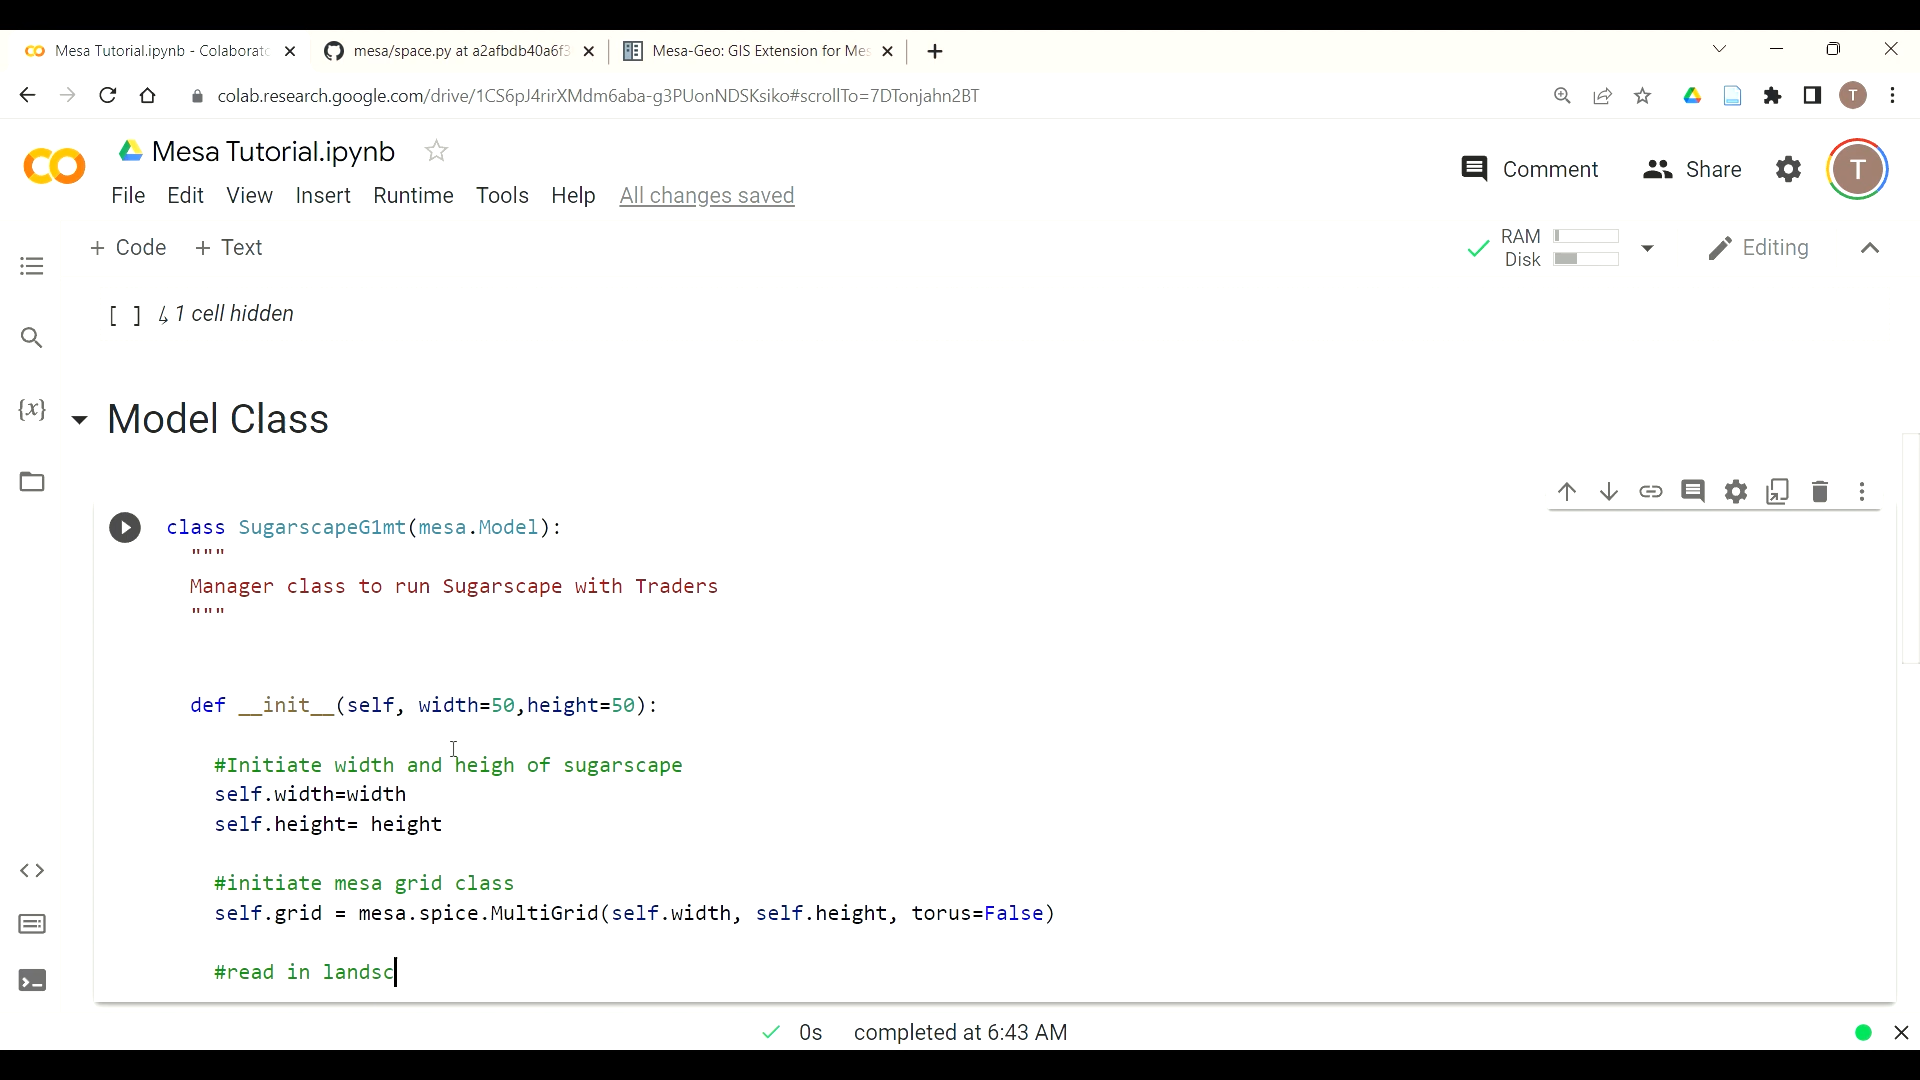 Mesa Tutorial.ipynb - Colaborato
mesa/space.py at a2afbdb40a6f3
Mesa-Geo: GIS Extension for Mes
colab.research.google.com/drive/1CS6pJ4rirXMdm6aba-g3PUonNDSKsiko#scrollTo=7DTonjahn2BT
T
CO
Mesa Tutorial.ipynb
Comment
Share
T
File Edit View Insert Runtime Tools Help All changes saved
+ Code + Text
RAM
Disk
Editing
[ ] ↳ 1 cell hidden
{x}
Model Class
class SugarscapeG1mt(mesa.Model):
"""
Manager class to run Sugarscape with Traders
"""
def __init__(self, width=50,height=50):
#Initiate width and heigh of sugarscape
self.width=width
self.height= height
#initiate mesa grid class
self.grid = mesa.spice.MultiGrid(self.width, self.height, torus=False)
#read in landsc
0s completed at 6:43 AM